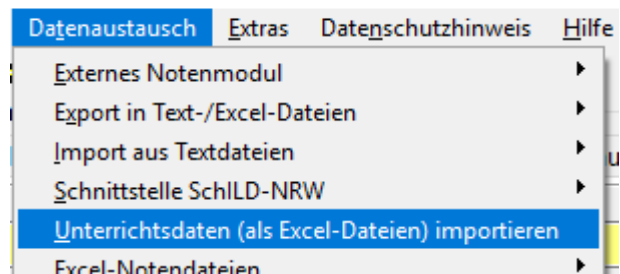 Datenaustausch Extras Datenschutzhinweis Hilfe
Externes Notenmodul
Export in Text-/Excel-Dateien
Import aus Textdateien
Schnittstelle SchILD-NRW
Unterrichtsdaten (als Excel-Dateien) importieren
Excel-Notendateien